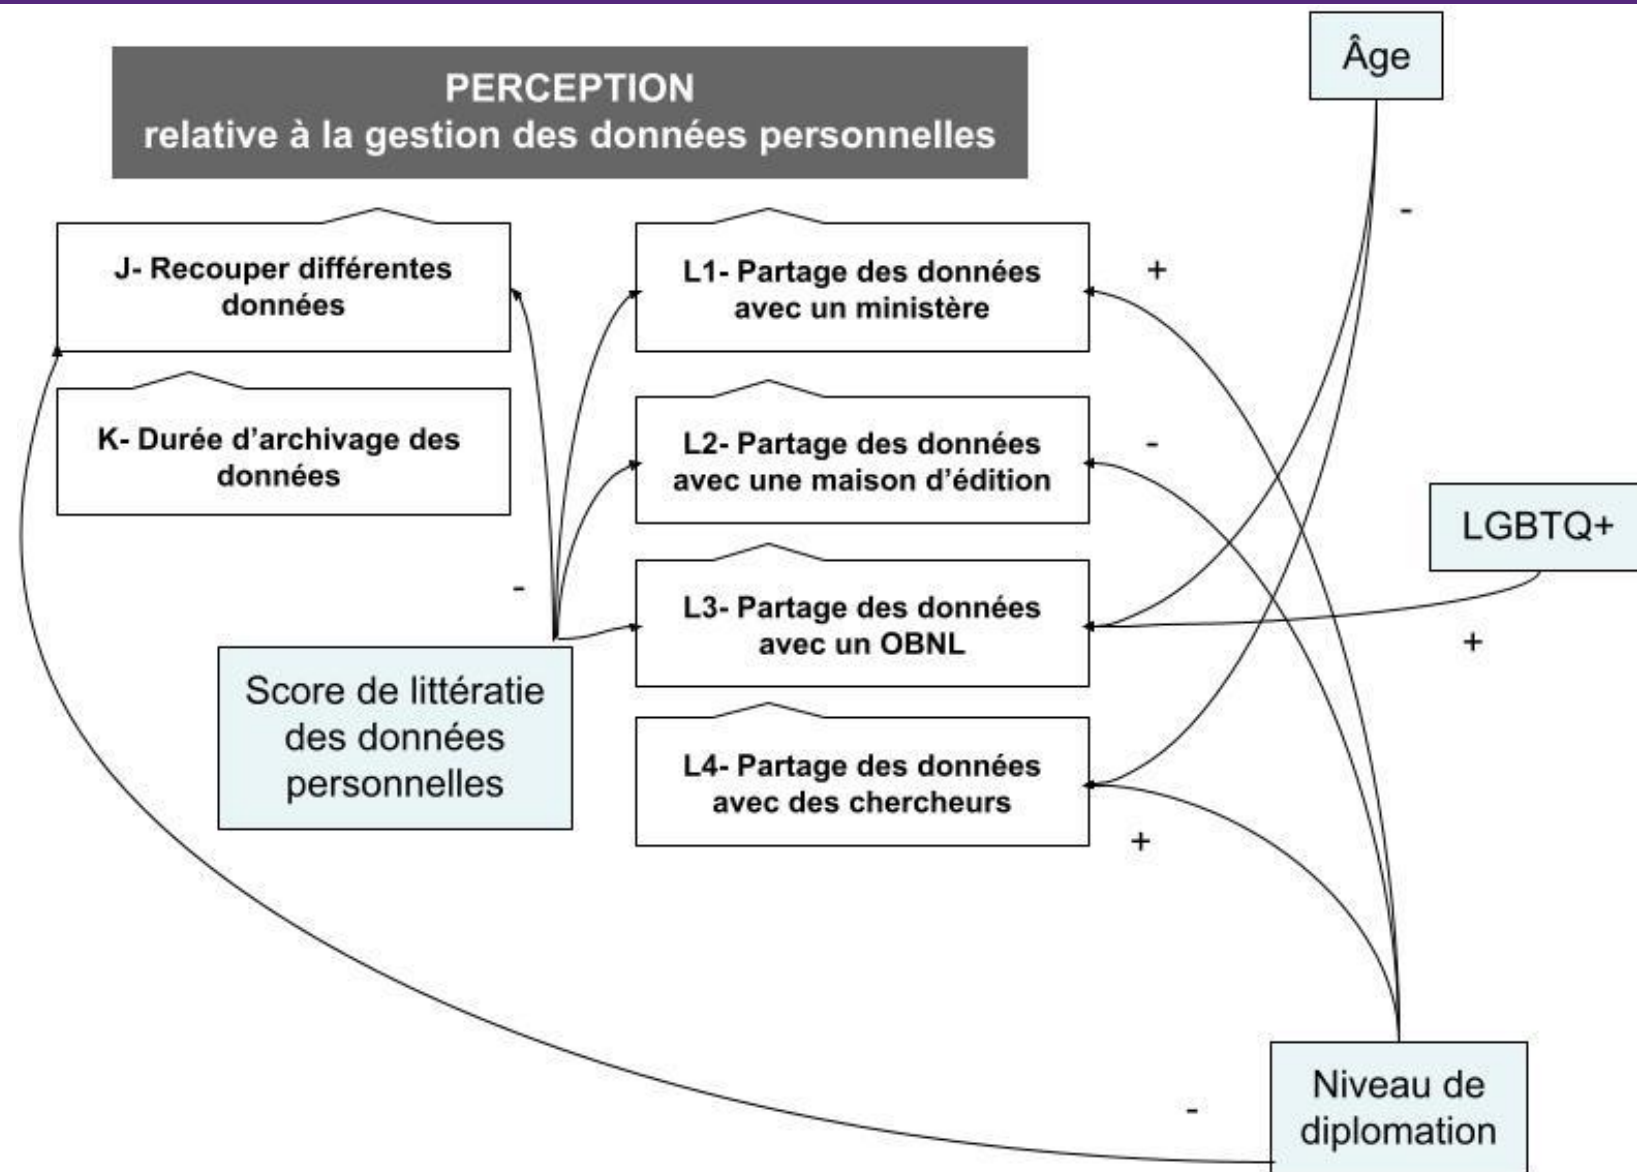 Âge
PERCEPTION
relative à la gestion des données personnelles
-
J- Recouper différentes
données
L1- Partage des données
avec un ministère
+
K- Durée d'archivage des
données
L2- Partage des données
avec une maison d'édition
-
LGBTQ+
-
L3- Partage des données
avec un OBNL
+
Score de littératie
des données
personnelles
L4- Partage des données
avec des chercheurs
+
Niveau de
diplomation
-